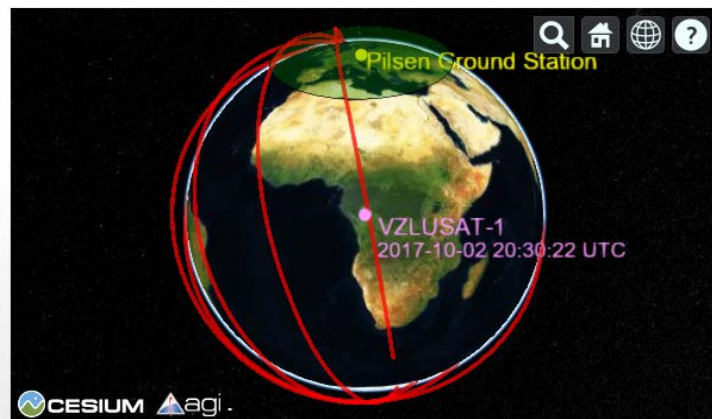 ?
Pilsen Ground Station
VZLUSAT-1
2017-10-02 20:30:22 UTC
CESIUM agi.